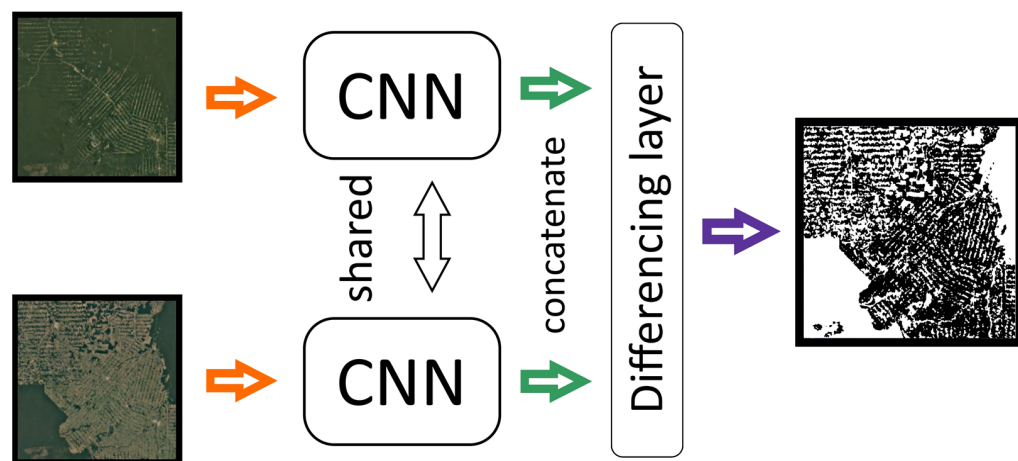 CNN
shared
concatenate
Differencing layer
CNN